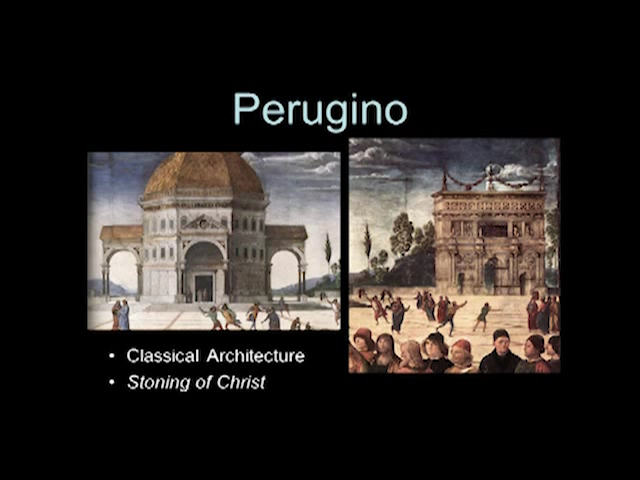 Perugino
• Classical Architecture
• Stoning of Christ